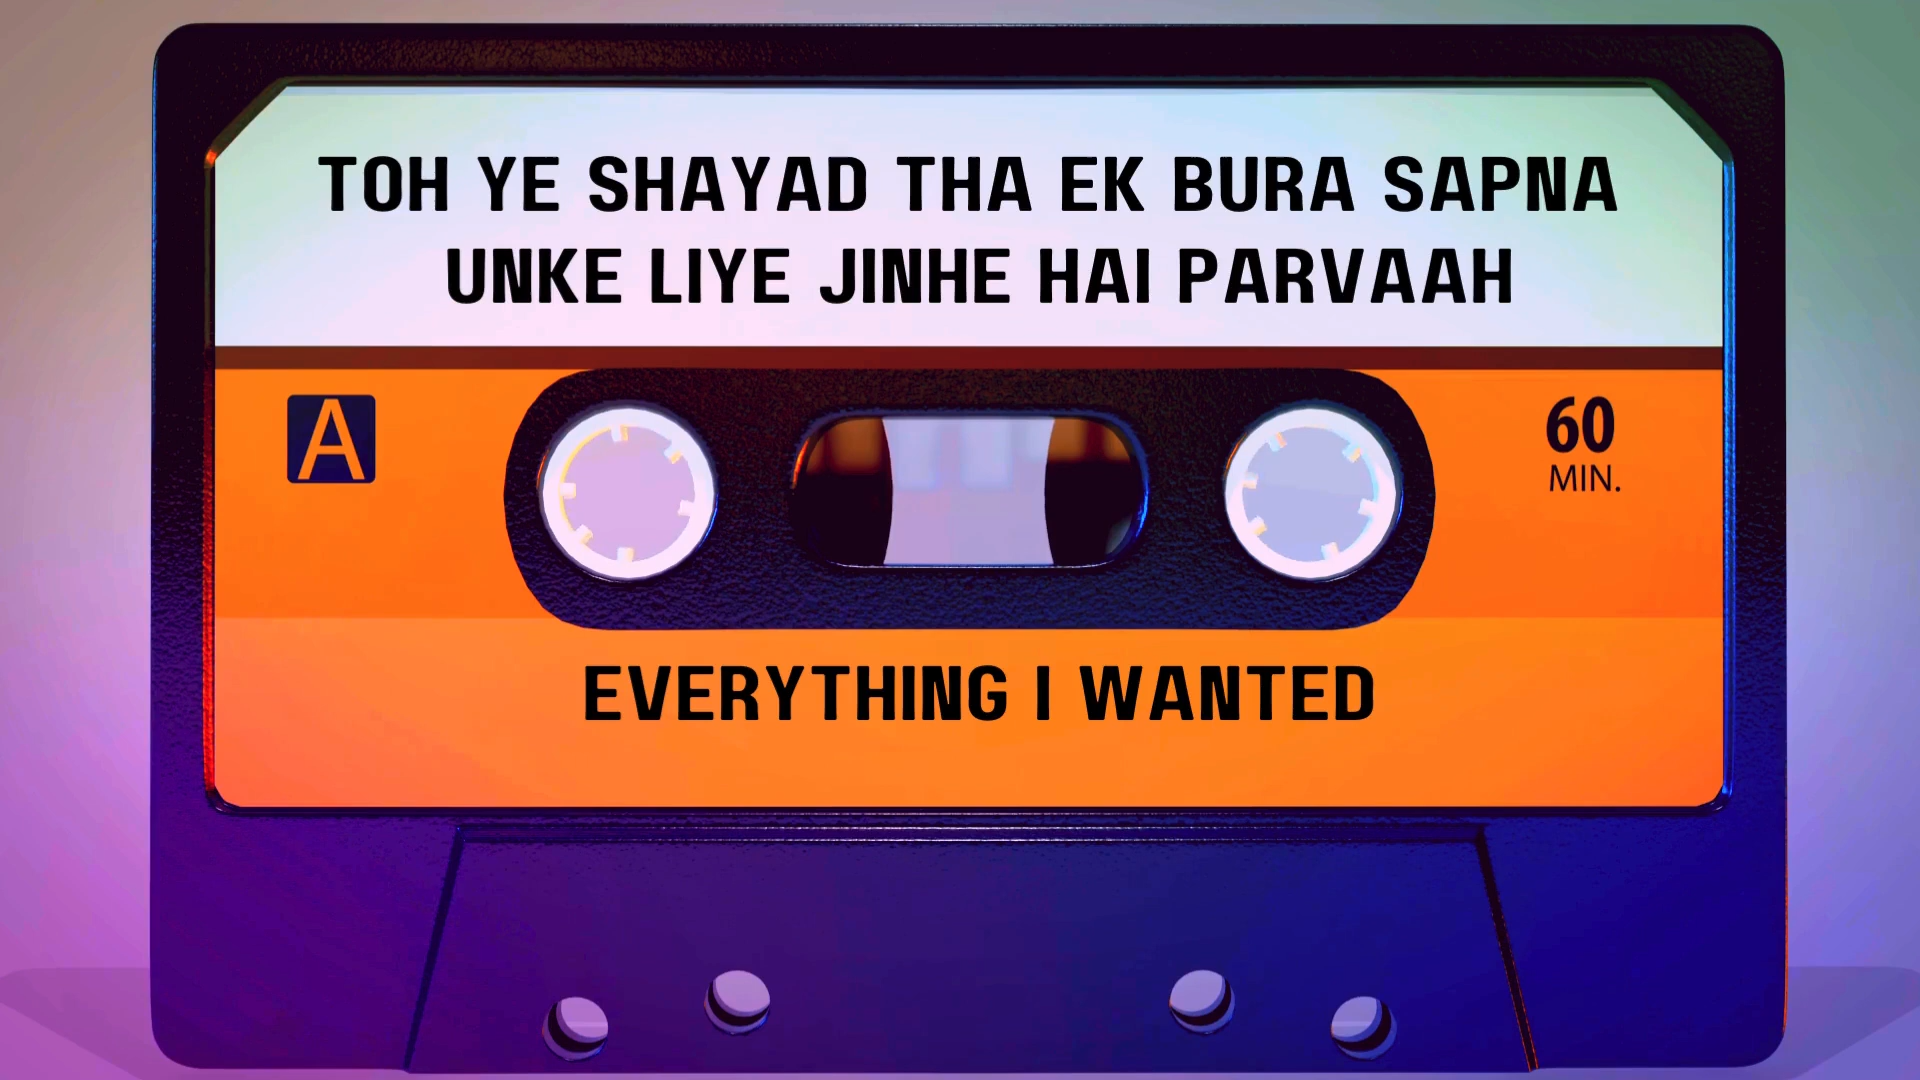 TOH YE SHAYAD THA EK BURA SAPNA
UNKE LIYE JINHE HAI PARVAAH
A
60
MIN.
EVERYTHING I WANTED